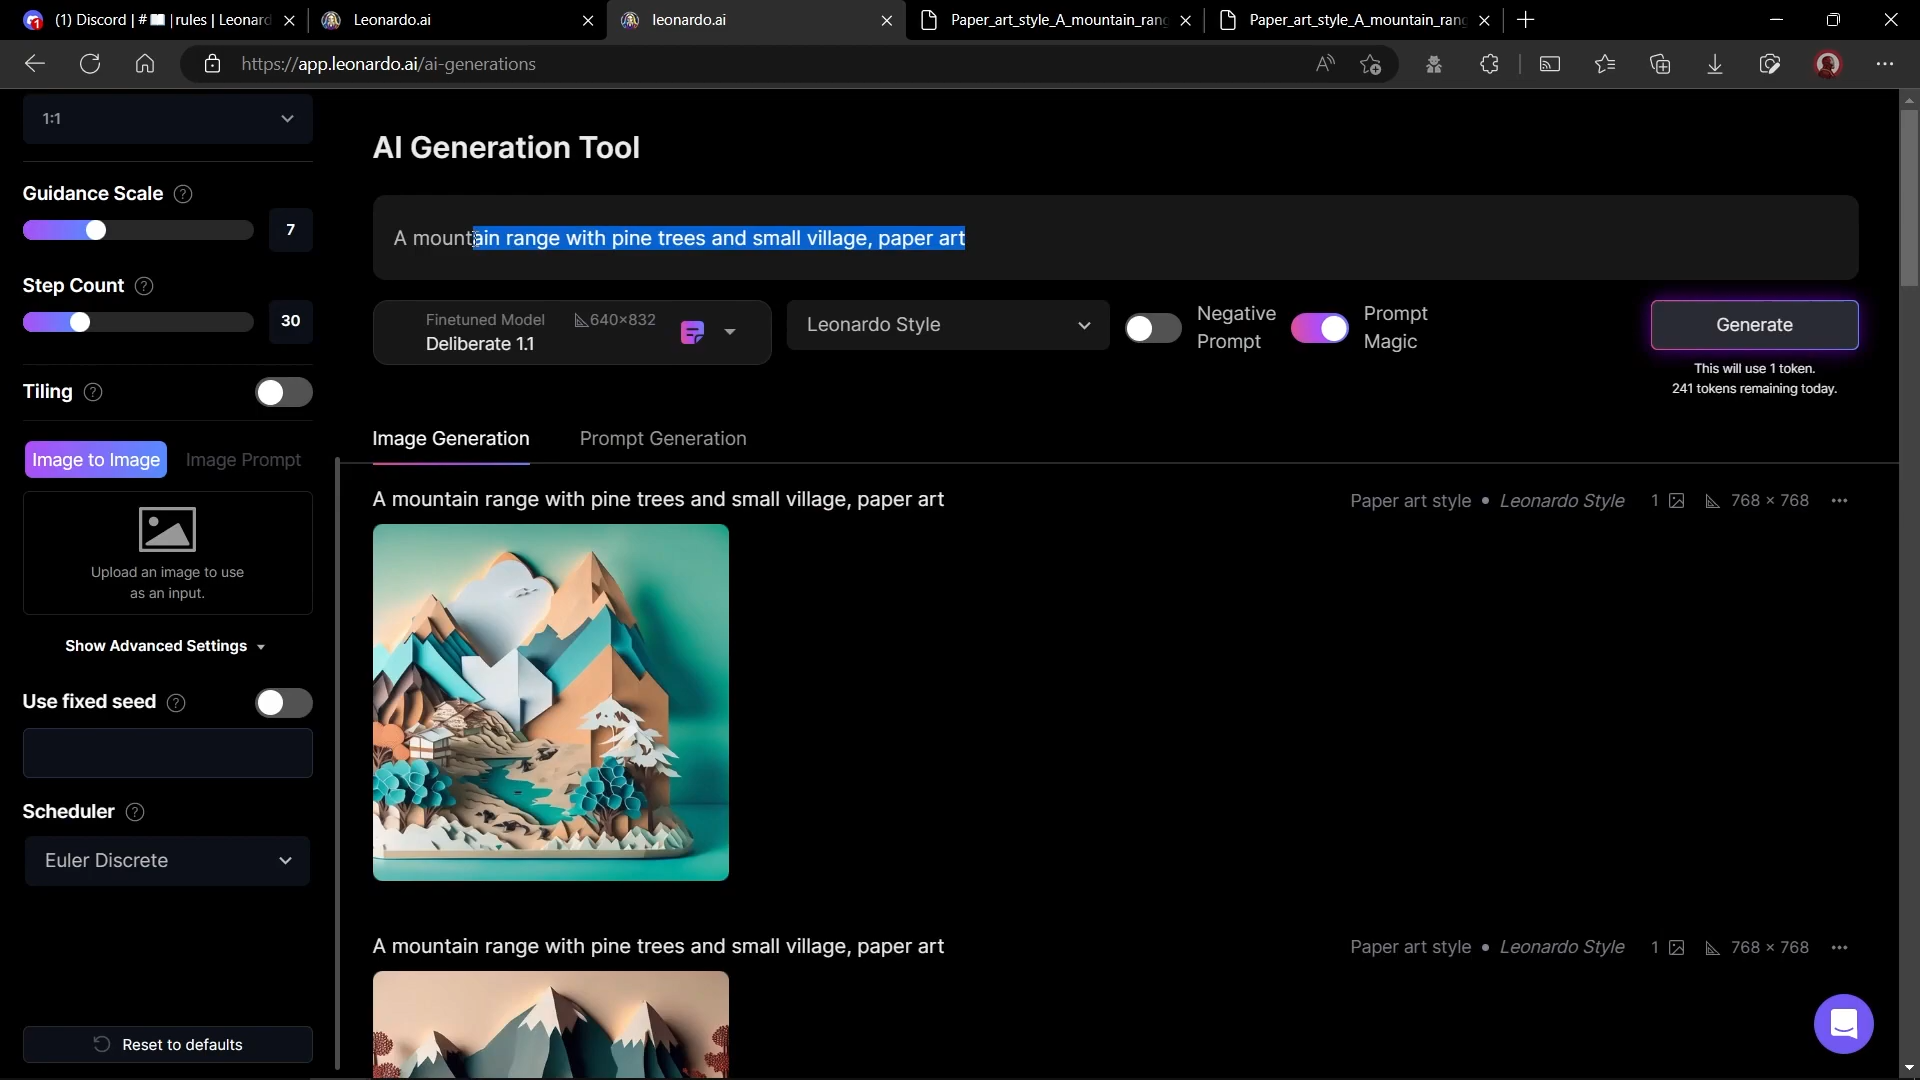 (1) Discord | # | rules | Leonard
Leonardo.ai
leonardo.ai
Paper_art_style_A_mountain_rang
Paper_art_style_A_mountain_rang
https://app.leonardo.ai/ai-generations
1:1
Guidance Scale
7
Step Count
30
Tiling
Image to Image
Image Prompt
Upload an image to use
as an input.
Show Advanced Settings
Use fixed seed
Scheduler
Euler Discrete
Reset to defaults
AI Generation Tool
A mountain range with pine trees and small village, paper art
Finetuned Model
640×832
Deliberate 1.1
Leonardo Style
Negative
Prompt
Prompt
Magic
Generate
This will use 1 token.
241 tokens remaining today.
Image Generation
Prompt Generation
A mountain range with pine trees and small village, paper art
Paper art style • Leonardo Style 1 768 × 768
A mountain range with pine trees and small village, paper art
Paper art style • Leonardo Style 1 768 × 768